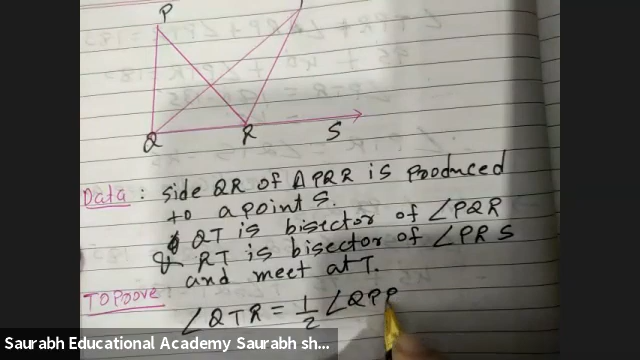 P
Q
R
S
Data : side QR of ΔPQR is produced
to a point S.
QT is bisector of ∠PQR
& RT is bisector of ∠PRS
and meet at T.
TO Poove
∠QTR = 1/2 ∠QPR
Saurabh Educational Academy Saurabh sh...